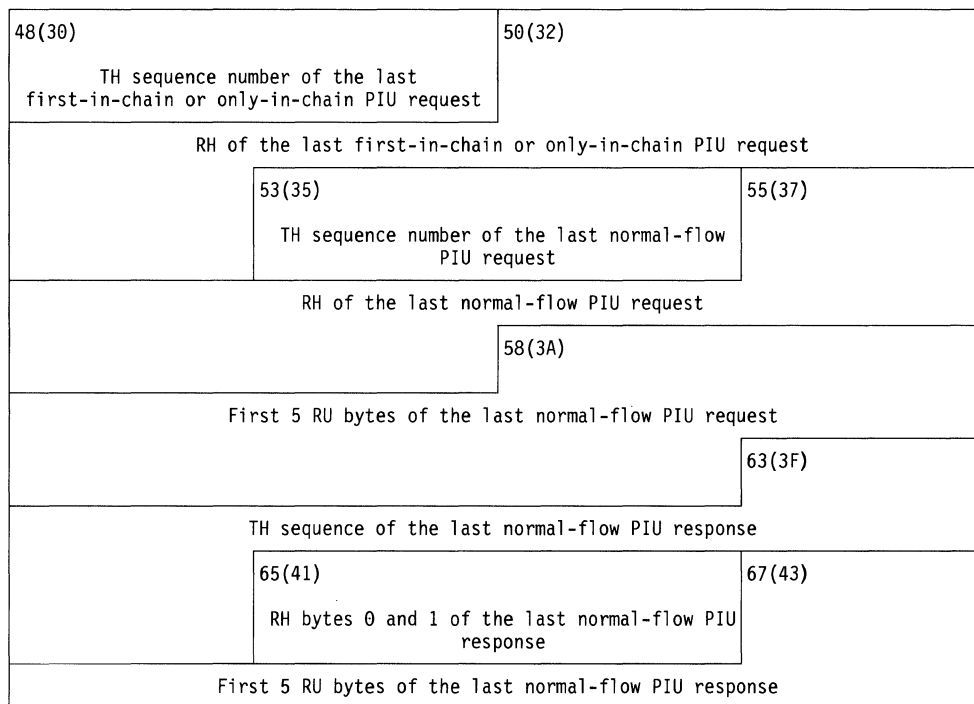 48(30) 50(32)
TH sequence number of the last
first-in-chain or only-in-chain PIU request
RH of the last first-in-chain or only-in-chain PIU request
53(35) 55(37)
TH sequence number of the last normal-flow
PIU request
RH of the last normal-flow PIU request
58(3A)
First 5 RU bytes of the last normal-flow PIU request
63(3F)
TH sequence of the last normal-flow PIU response
65(41) 67(43)
RH bytes 0 and 1 of the last normal-flow PIU
response
First 5 RU bytes of the last normal-flow PIU response